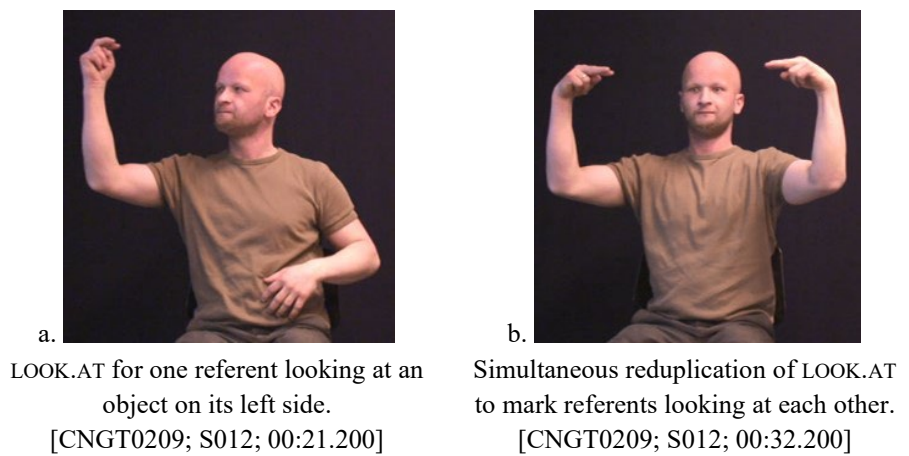 a.
LOOK.AT for one referent looking at an
object on its left side.
[CNGT0209; S012; 00:21.200]
b.
Simultaneous reduplication of LOOK.AT
to mark referents looking at each other.
[CNGT0209; S012; 00:32.200]